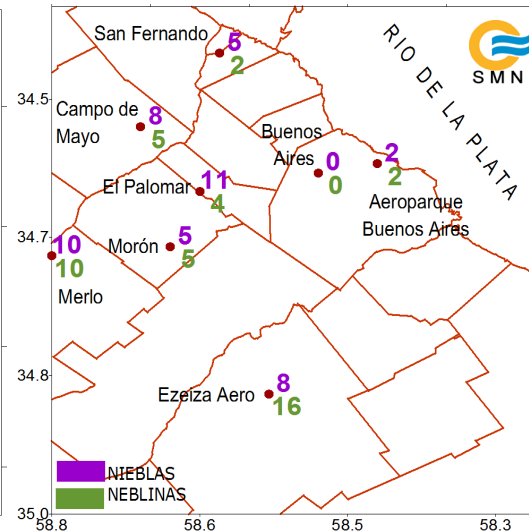 San Fernando
5
2
RIO DE LA PLATA
SMN
34.5
Campo de
Mayo
8
5
Buenos
Aires
0
0
2
2
El Palomar
11
4
Aeroparque
Buenos Aires
34.7
Morón
5
5
10
10
Merlo
34.8
Ezeiza Aero
8
16
NIEBLAS
NEBLINAS
35.0
58.8
58.6
58.5
58.3